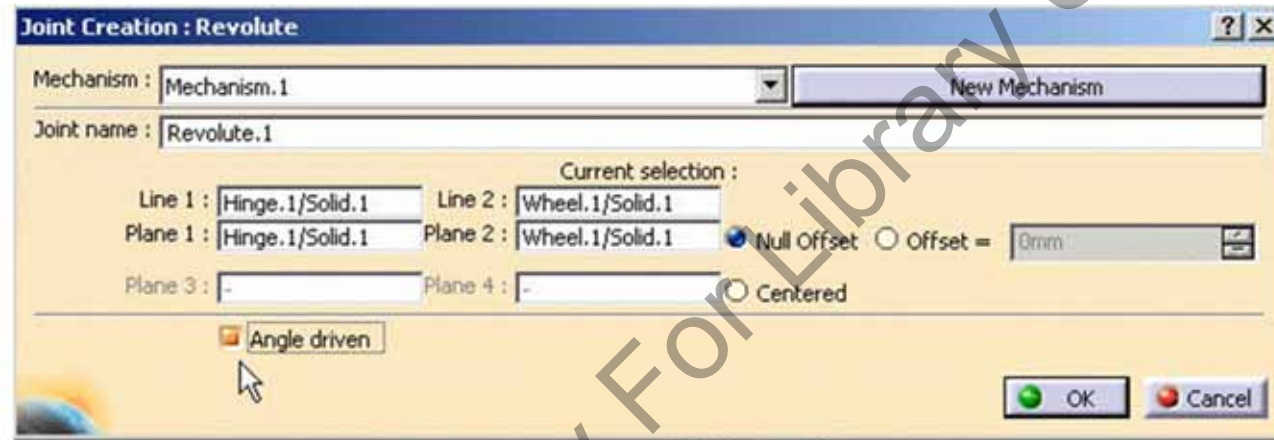 Joint Creation : Revolute
Mechanism : Mechanism.1 New Mechanism
Joint name : Revolute.1
Current selection :
Line 1 : Hinge.1/Solid.1 Line 2 : Wheel.1/Solid.1
Plane 1 : Hinge.1/Solid.1 Plane 2 : Wheel.1/Solid.1 Null Offset Offset = 0mm
Plane 3 : - Plane 4 : - Centered
Angle driven
OK Cancel
For Library